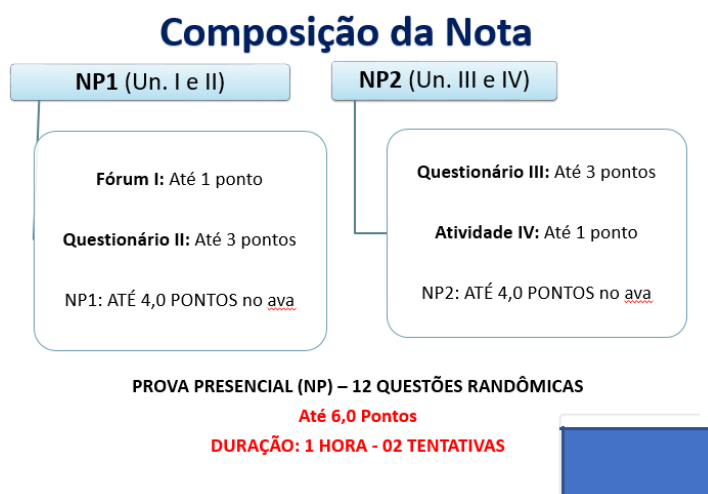 Composição da Nota
NP1 (Un. I e II)
NP2 (Un. III e IV)
Fórum I: Até 1 ponto
Questionário II: Até 3 pontos
NP1: ATÉ 4,0 PONTOS no ava
Questionário III: Até 3 pontos
Atividade IV: Até 1 ponto
NP2: ATÉ 4,0 PONTOS no ava
PROVA PRESENCIAL (NP) – 12 QUESTÕES RANDÔMICAS
Até 6,0 Pontos
DURAÇÃO: 1 HORA - 02 TENTATIVAS